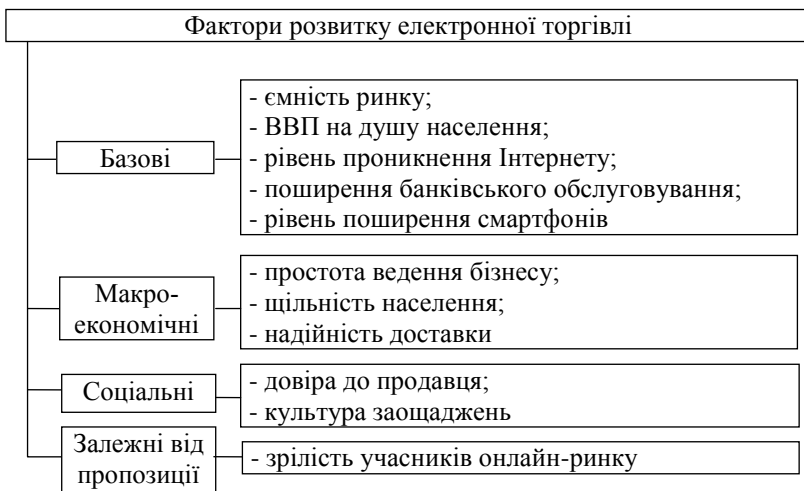 Фактори розвитку електронної торгівлі
Базові
- ємність ринку;
- ВВП на душу населення;
- рівень проникнення Інтернету;
- поширення банківського обслуговування;
- рівень поширення смартфонів
Макро-
економічні
- простота ведення бізнесу;
- щільність населення;
- надійність доставки
Соціальні
- довіра до продавця;
- культура заощаджень
Залежні від
пропозиції
- зрілість учасників онлайн-ринку